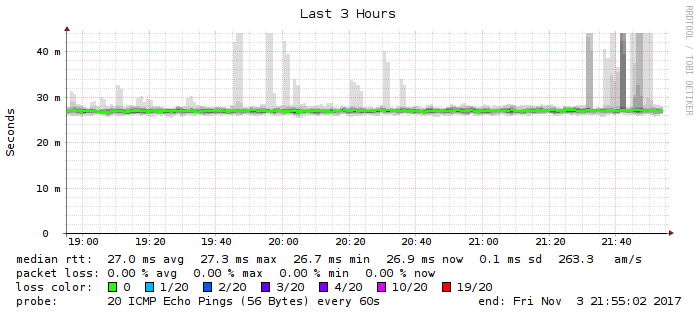 Last 3 Hours
RRDTOOL / TOBI OETIKER
Seconds
40 m
30 m
20 m
10 m
0
19:00 19:20 19:40 20:00 20:20 20:40 21:00 21:20 21:40
median rtt: 27.0 ms avg 27.3 ms max 26.7 ms min 26.9 ms now 0.1 ms sd 263.3 am/s
packet loss: 0.00 % avg 0.00 % max 0.00 % min 0.00 % now
loss color: 0 1/20 2/20 3/20 4/20 10/20 19/20
probe: 20 ICMP Echo Pings (56 Bytes) every 60s end: Fri Nov 3 21:55:02 2017